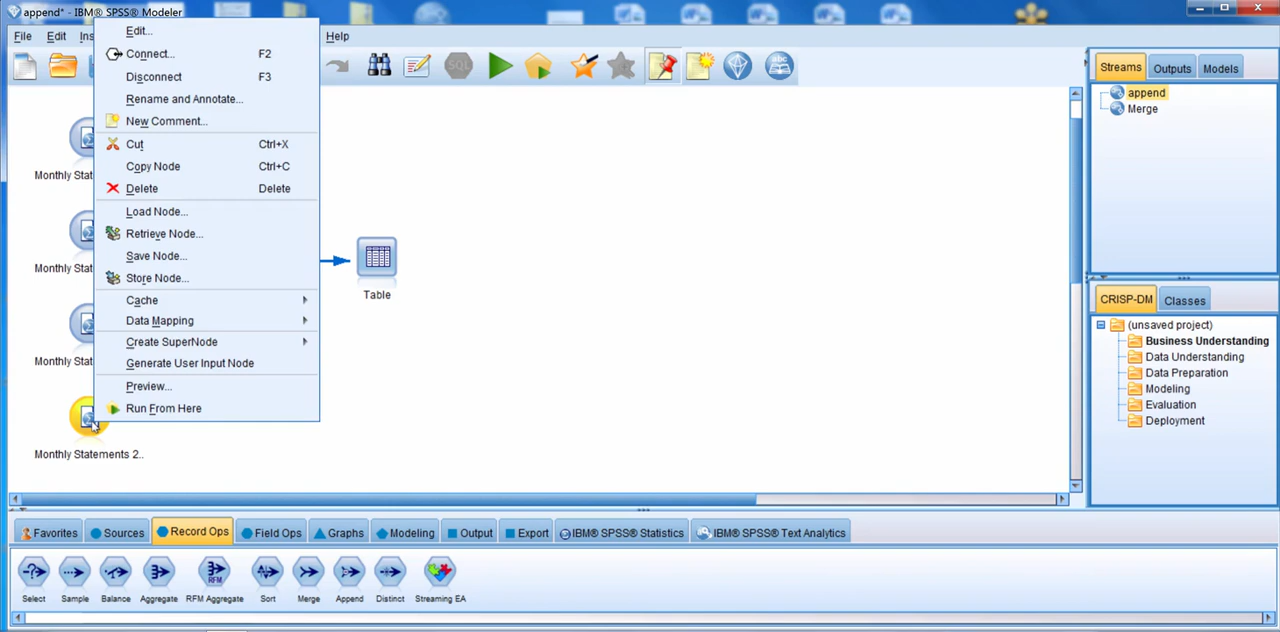 append* - IBM® SPSS® Modeler
File Edit Ins Help
Edit...
Connect... F2
Disconnect F3
Rename and Annotate...
New Comment...
Cut Ctrl+X
Copy Node Ctrl+C
Delete Delete
Load Node...
Retrieve Node...
Save Node...
Store Node...
Cache
Data Mapping
Create SuperNode
Generate User Input Node
Preview...
Run From Here
SQL
abc
Monthly Stat
Monthly Stat
Monthly Stat
Monthly Statements 2..
Table
Streams Outputs Models
append
Merge
CRISP-DM Classes
(unsaved project)
Business Understanding
Data Understanding
Data Preparation
Modeling
Evaluation
Deployment
Favorites Sources Record Ops Field Ops Graphs Modeling Output Export IBM® SPSS® Statistics IBM® SPSS® Text Analytics
RFM
Select Sample Balance Aggregate RFM Aggregate Sort Merge Append Distinct Streaming EA